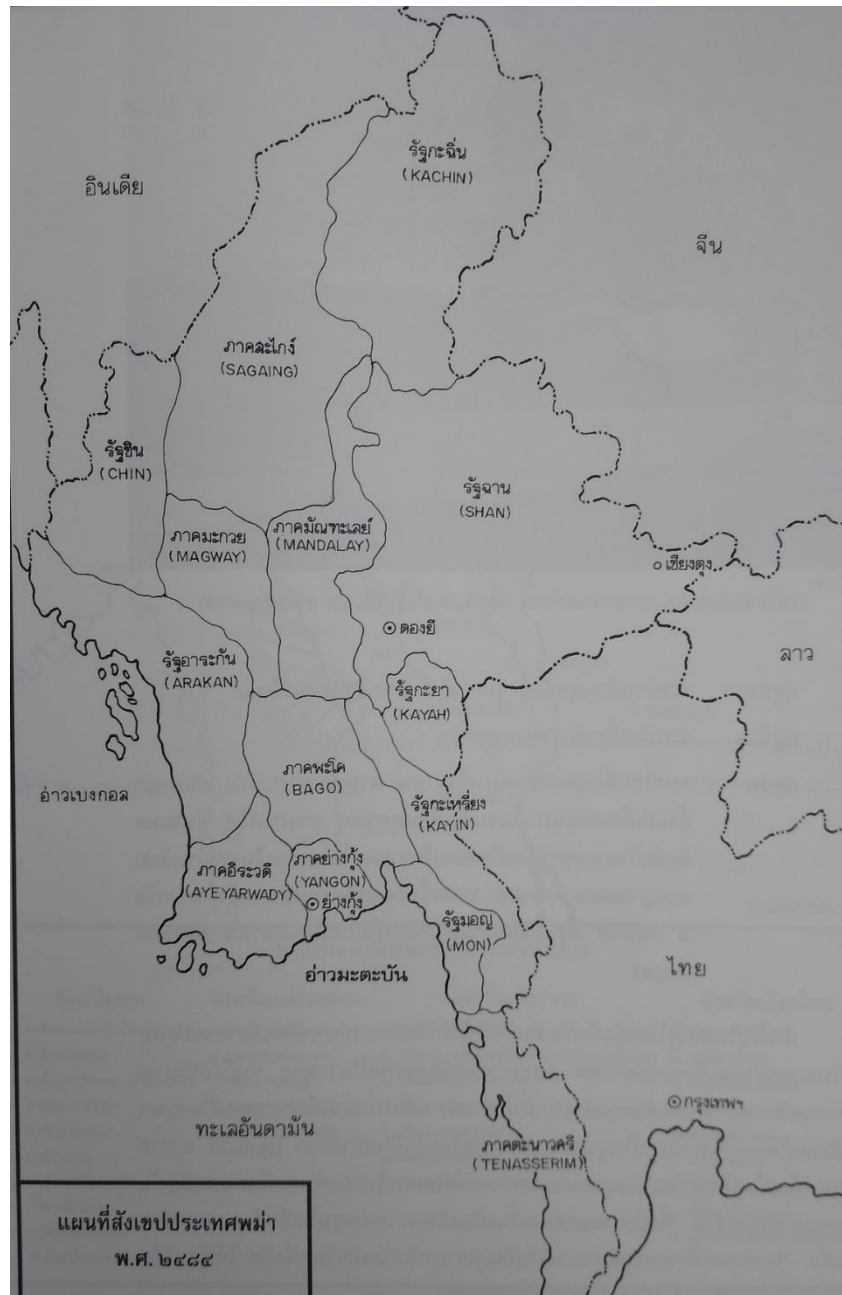 รัฐกะฉิ่น
(KACHIN)
อินเดีย
จีน
ภาคสะไกง์
(SAGAING)
รัฐชิน
(CHIN)
รัฐฉาน
(SHAN)
ภาคมะกวย
(MAGWAY)
ภาคมัณฑะเลย์
(MANDALAY)
เชียงตุง
ตองยี
ลาว
รัฐอาระกัน
(ARAKAN)
รัฐกะยา
(KAYAH)
ภาคพะโค
(BAGO)
อ่าวเบงกอล
รัฐกะเหรี่ยง
(KAYIN)
ภาคอิระวดี
(AYEYARWADY)
ภาคย่างกุ้ง
(YANGON)
ย่างกุ้ง
รัฐมอญ
(MON)
อ่าวมะตะบัน
ไทย
กรุงเทพฯ
ทะเลอันดามัน
ภาคตะนาวศรี
(TENASSERIM)
แผนที่สังเขปประเทศพม่า
พ.ศ. ๒๔๘๔